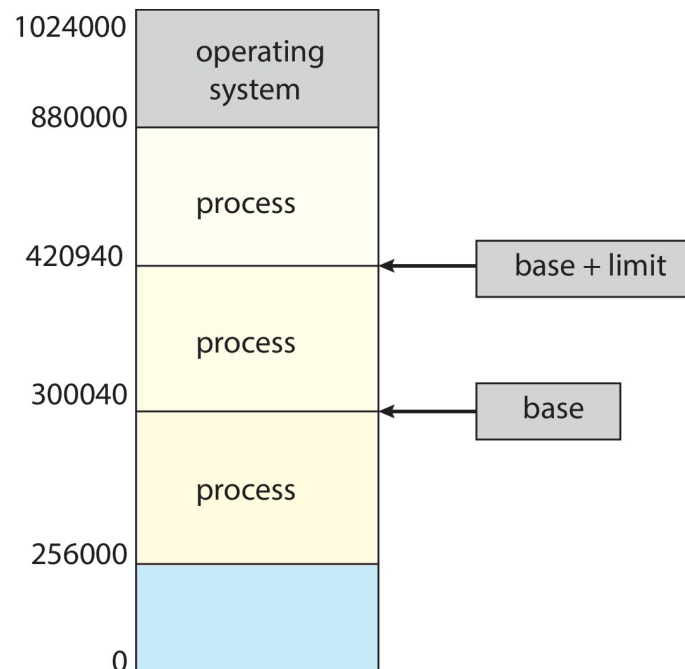 1024000
operating
system
880000
process
420940
base + limit
process
300040
base
process
256000
0